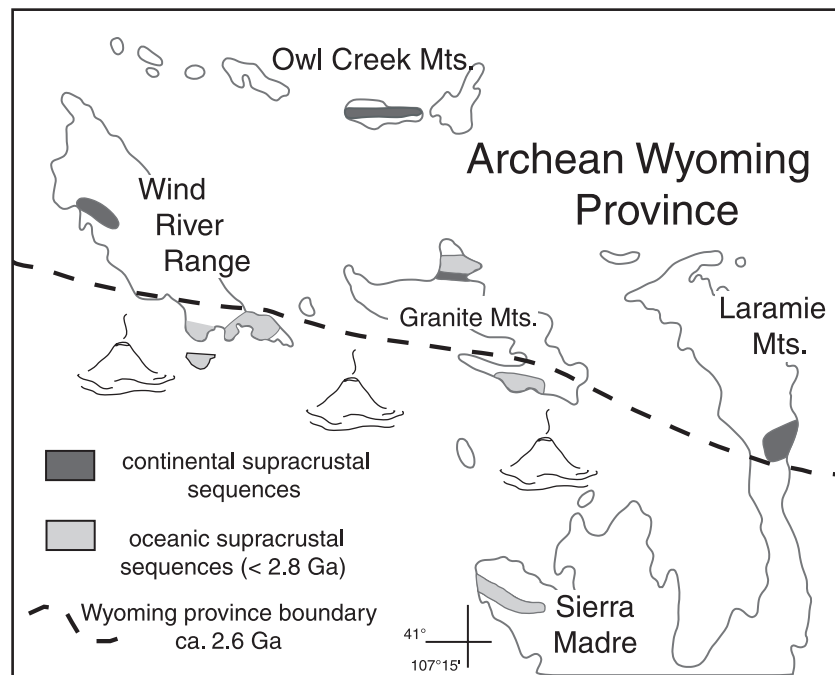 Owl Creek Mts.
Archean Wyoming
Province
Wind
River
Range
Granite Mts.
Laramie
Mts.
continental supracrustal
sequences
oceanic supracrustal
sequences (< 2.8 Ga)
Wyoming province boundary
ca. 2.6 Ga
Sierra
Madre
41°
107°15'